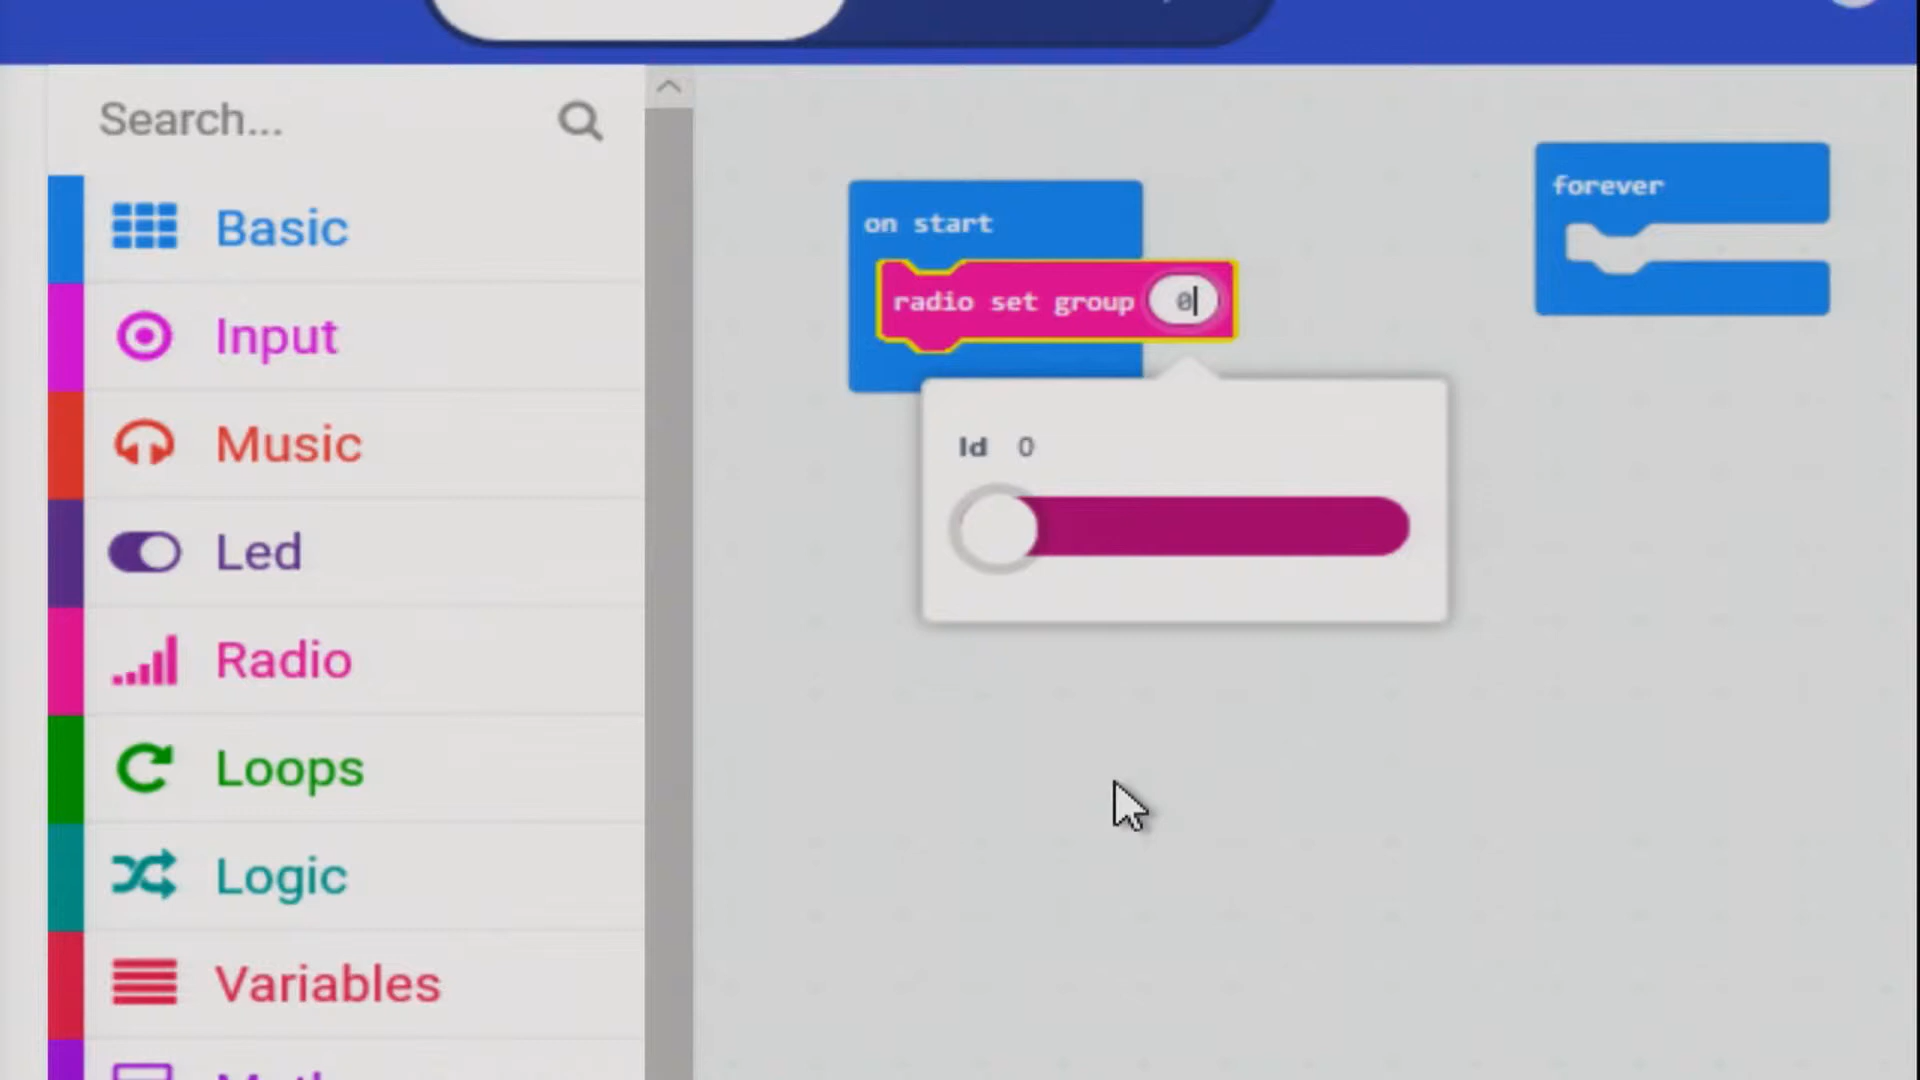 Search...
Basic
Input
Music
Led
Radio
Loops
Logic
Variables
on start
radio set group 0
Id 0
forever